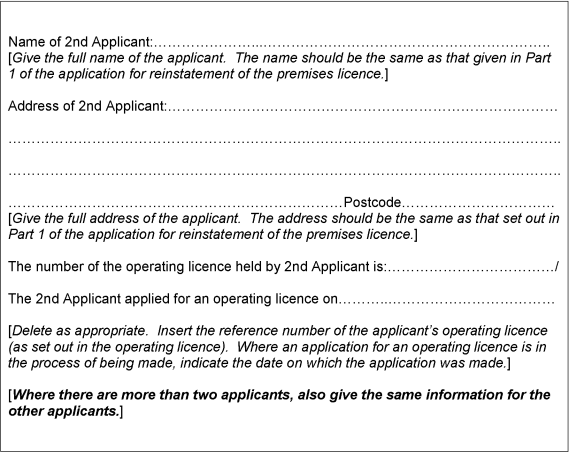 Name of 2nd Applicant:…………………...………………………………………………………..
[Give the full name of the applicant.  The name should be the same as that given in Part
1 of the application for reinstatement of the premises licence.]
Address of 2nd Applicant:……………………………………………………………………………
…………………………………………………………………………………………………………….
…………………………………………………………………………………………………………….
…………………………………………………………………Postcode……………………………
[Give the full address of the applicant.  The address should be the same as that set out in
Part 1 of the application for reinstatement of the premises licence.]
The number of the operating licence held by 2nd Applicant is:………………………………/
The 2nd Applicant applied for an operating licence on………..………………………………
[Delete as appropriate.  Insert the reference number of the applicant’s operating licence
(as set out in the operating licence).  Where an application for an operating licence is in
the process of being made, indicate the date on which the application was made.]
[Where there are more than two applicants, also give the same information for the
other applicants.]